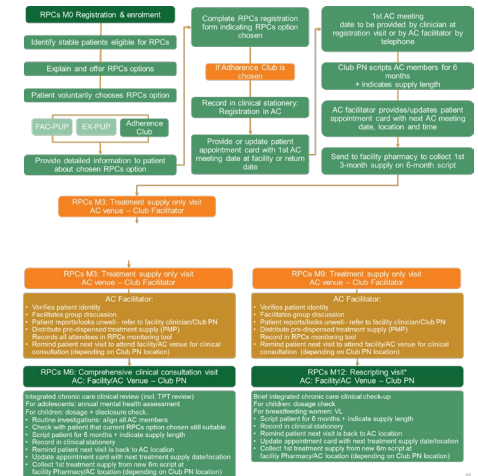 RPCs M0 Registration & enrolment
Identify stable patients eligible for RPCs
Explain and offer RPCs options
Patient voluntarily chooses RPCs option
FAC-PUP
EX-PUP
Adherence
Club
Provide detailed information to patient
about chosen RPCs option
Complete RPCs registration
form indicating RPCs option
chosen
If Adherence Club is
chosen
Record in clinical stationery:
Registration in AC
Provide or update patient
appointment card with 1st AC
meeting date at facility or return
date
1st AC meeting
date to be provided by clinician at
registration visit or by AC facilitator by
telephone
Club PN scripts AC members for 6
months
+ indicates supply length
AC facilitator provides/updates patient
appointment card with next AC meeting
date, location and time
Send to facility pharmacy to collect 1st
3-month supply on 6-month script
RPCs M3: Treatment supply only visit
AC venue – Club Facilitator
RPCs M3: Treatment supply only visit
AC venue – Club Facilitator
AC Facilitator:
• Verifies patient identity
• Facilitates group discussion
• Patient reports/looks unwell– refer to facility clinician/Club PN
• Distribute pre-dispensed treatment supply (PMP)
Records all attendees in RPCs monitoring tool
• Remind patient next visit to attend facility/AC venue for clinical
consultation (depending on Club PN location)
RPCs M6: Comprehensive clinical consultation visit
AC: Facility/AC Venue – Club PN
Integrated chronic care clinical review (incl. TPT review)
For adolescents: annual mental health assessment
For children: dosage + disclosure check.
• Routine investigations: align all AC members
• Check with patient that current RPCs option chosen still suitable
• Script patient for 6 months + indicate supply length
• Record in clinical stationery
• Remind patient next visit is back to AC location
• Update appointment card with next treatment supply date/location
• Collect 1st treatment supply from new 6m script at
facility Pharmacy/AC location (depending on Club PN location)
RPCs M9: Treatment supply only visit
AC venue – Club Facilitator
AC Facilitator:
• Verifies patient identity
• Facilitates group discussion
• Patient reports/looks unwell– refer to facility clinician/Club PN
• Distribute pre-dispensed treatment supply (PMP)
• Record in RPCs monitoring tool
• Remind patient next visit to attend facility/AC venue for clinical
consultation (depending on Club PN location)
RPCs M12: Rescripting visit*
AC: Facility/AC Venue – Club PN
Brief integrated chronic care clinical check-up
For children: dosage check
For breastfeeding women: VL
• Script patient for 6 months + indicate supply length
• Record in clinical stationery
• Remind patient next visit is back to AC location
• Update appointment card with next treatment supply date/location
• Collect 1st treatment supply from new 6m script at
facility Pharmacy/AC location (depending on Club PN location)